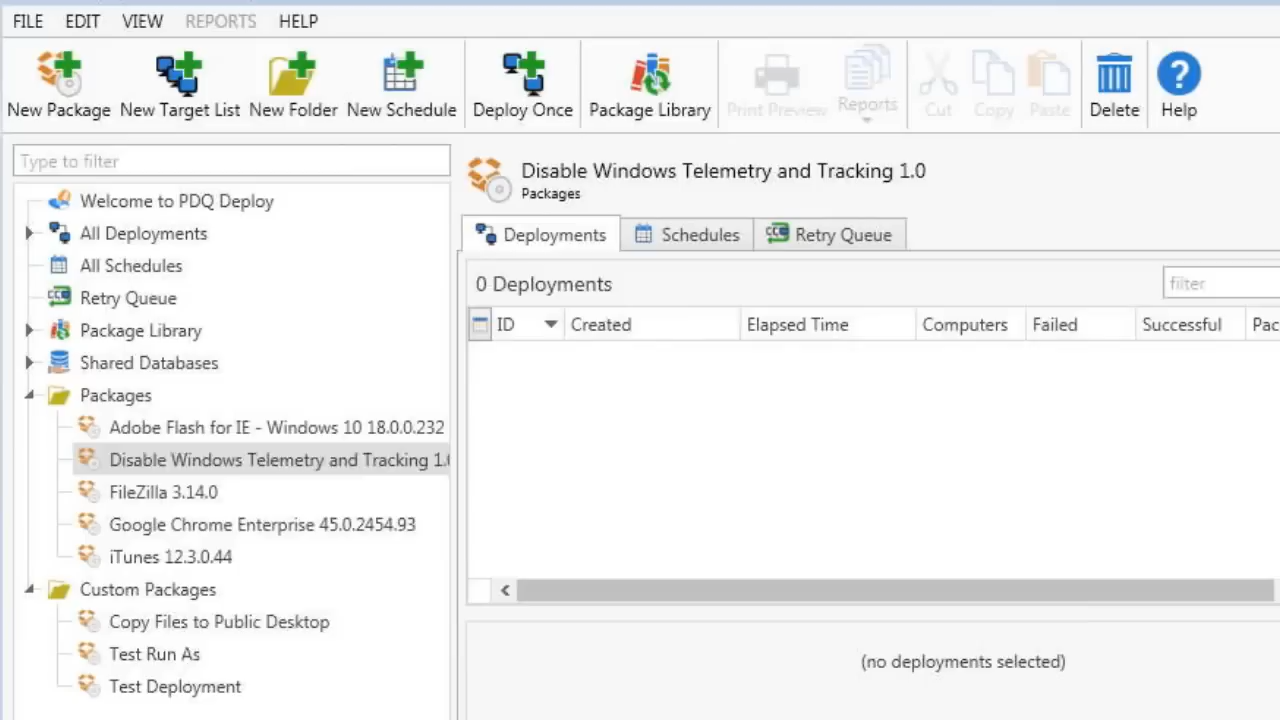 FILE EDIT VIEW REPORTS HELP
New Package New Target List New Folder New Schedule Deploy Once Package Library Print Preview Reports Cut Copy Paste Delete Help
Type to filter
Welcome to PDQ Deploy
All Deployments
All Schedules
Retry Queue
Package Library
Shared Databases
Packages
Adobe Flash for IE - Windows 10 18.0.0.232
Disable Windows Telemetry and Tracking 1.0
FileZilla 3.14.0
Google Chrome Enterprise 45.0.2454.93
iTunes 12.3.0.44
Custom Packages
Copy Files to Public Desktop
Test Run As
Test Deployment
Disable Windows Telemetry and Tracking 1.0
Packages
Deployments Schedules Retry Queue
0 Deployments
filter
ID Created Elapsed Time Computers Failed Successful Pac
(no deployments selected)